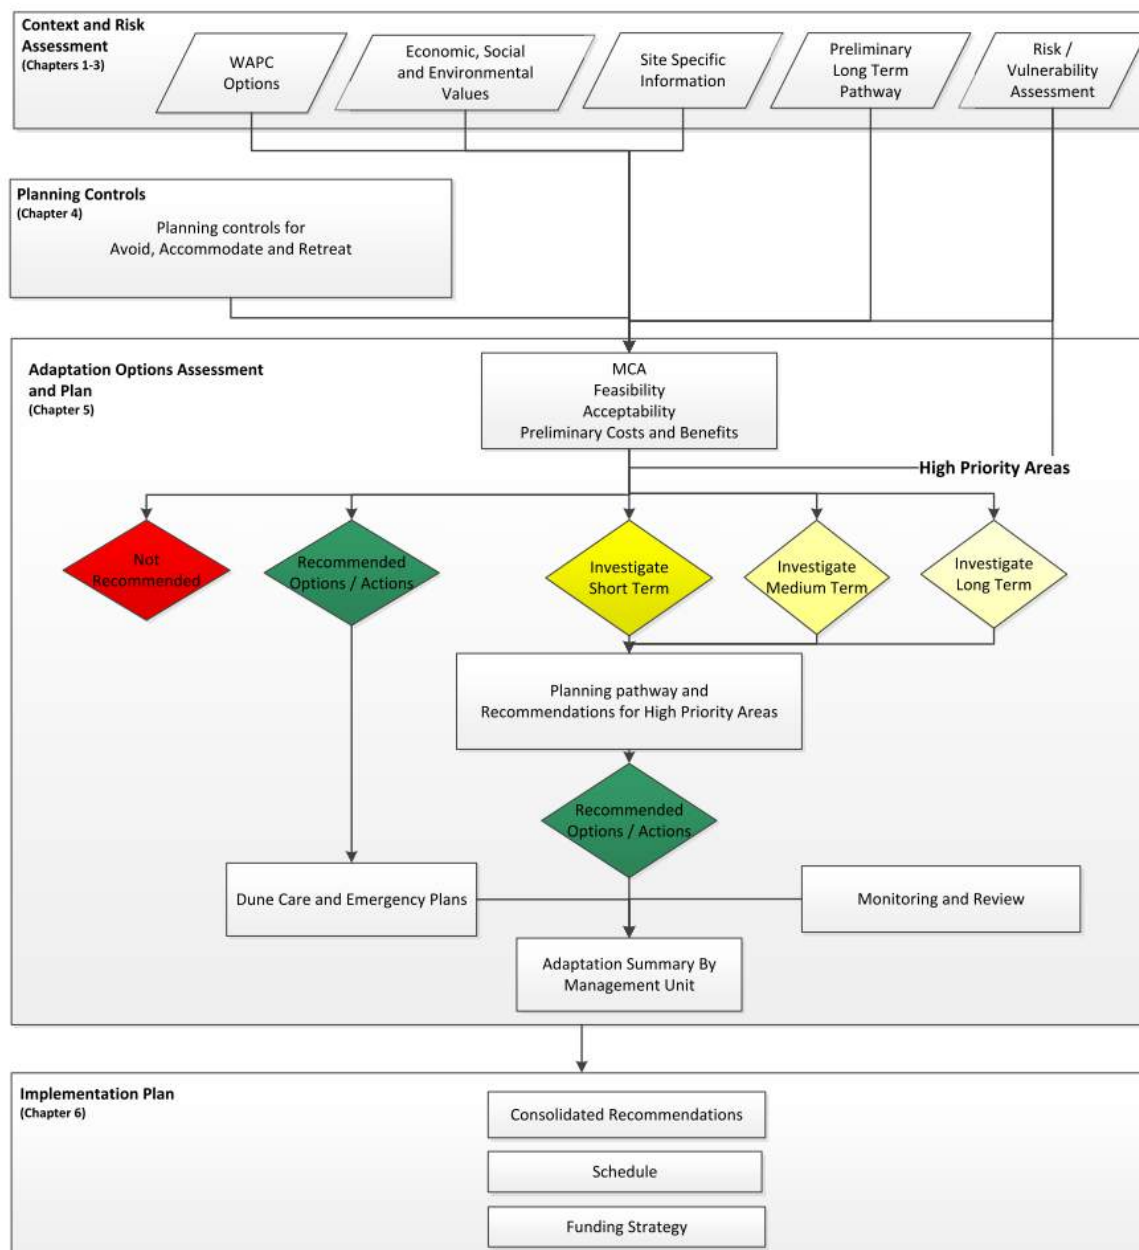 Context and Risk
Assessment
(Chapters 1-3)
WAPC
Options
Economic, Social
and Environmental
Values
Site Specific
Information
Preliminary
Long Term
Pathway
Risk /
Vulnerability
Assessment
Planning Controls
(Chapter 4)
Planning controls for
Avoid, Accommodate and Retreat
Adaptation Options Assessment
and Plan
(Chapter 5)
MCA
Feasibility
Acceptability
Preliminary Costs and Benefits
High Priority Areas
Not
Recommended
Recommended
Options / Actions
Investigate
Short Term
Investigate
Medium Term
Investigate
Long Term
Planning pathway and
Recommendations for High Priority Areas
Recommended
Options / Actions
Dune Care and Emergency Plans
Monitoring and Review
Adaptation Summary By
Management Unit
Implementation Plan
(Chapter 6)
Consolidated Recommendations
Schedule
Funding Strategy